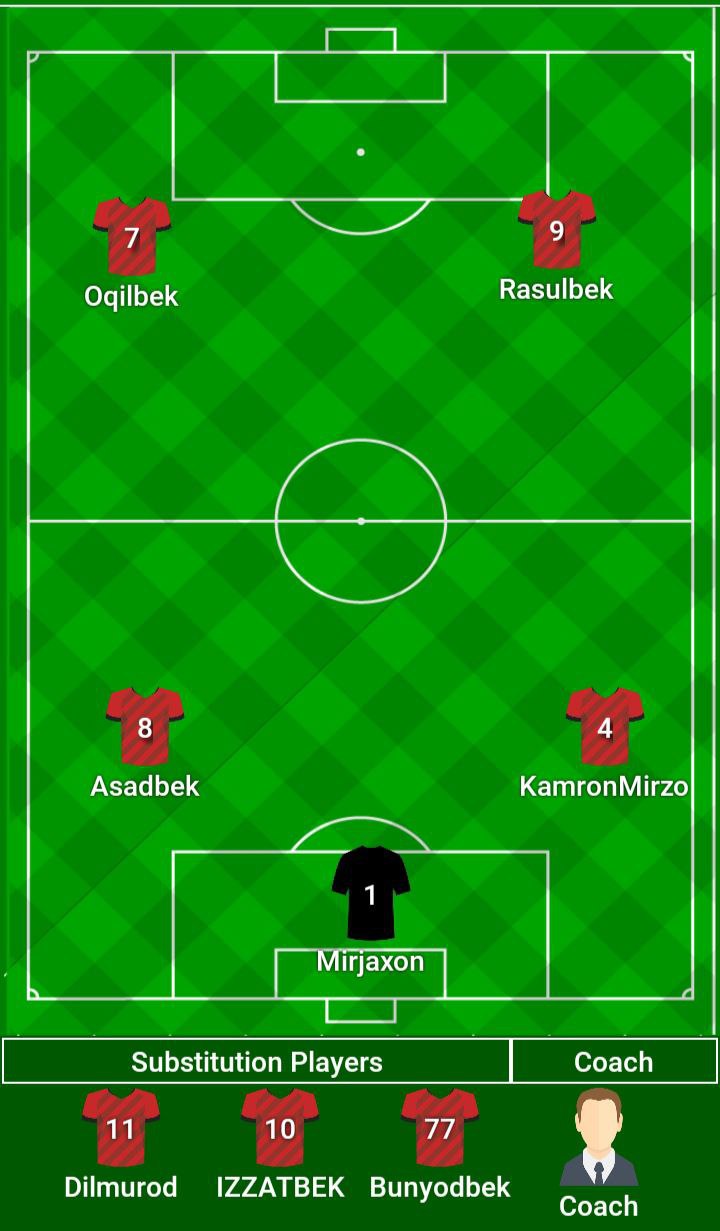 7
Oqilbek
9
Rasulbek
8
Asadbek
4
KamronMirzo
1
Mirjaxon
Substitution Players
Coach
11
Dilmurod
10
IZZATBEK
77
Bunyodbek
Coach